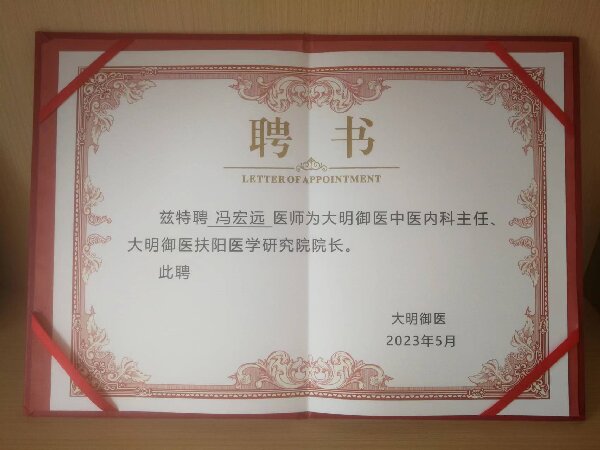 聘 书
LETTER OF APPOINTMENT
兹特聘 冯宏远 医师为大明御医中医内科主任、
大明御医扶阳医学研究院院长。
此聘
大明御医
2023年5月